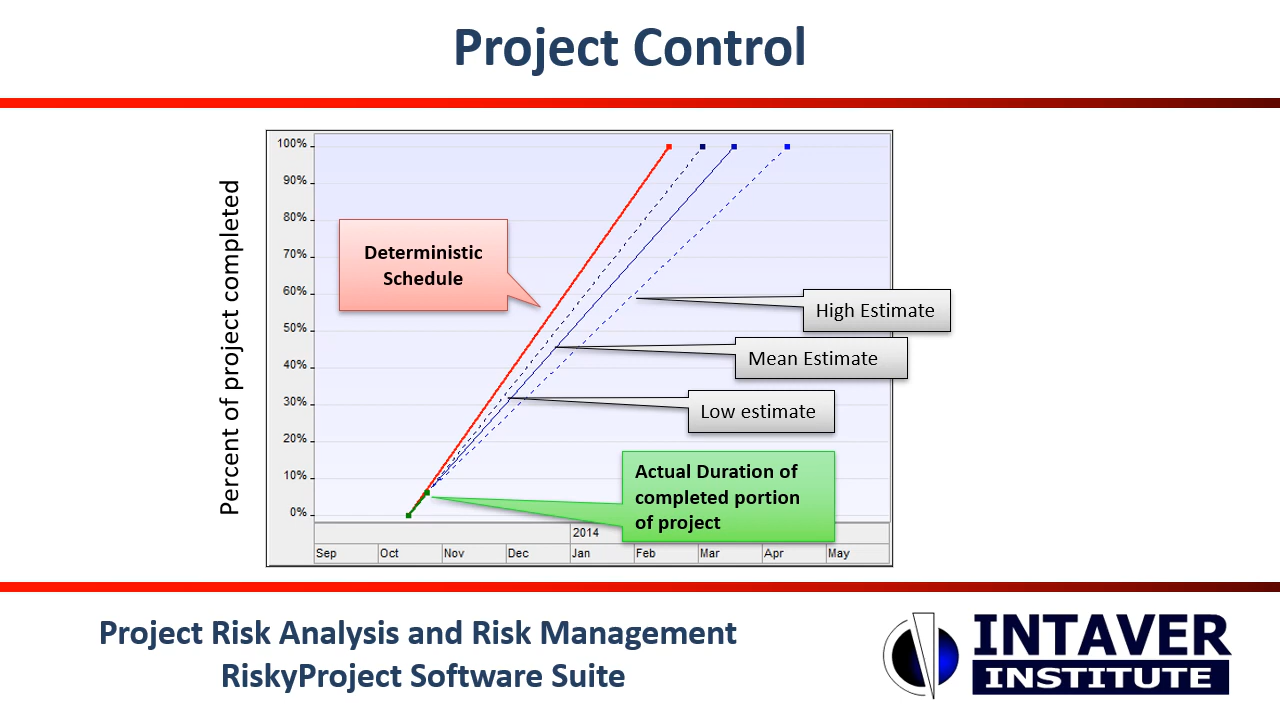 Project Control
Percent of project completed
100%
90%
80%
70%
60%
50%
40%
30%
20%
10%
0%
Deterministic
Schedule
High Estimate
Mean Estimate
Low estimate
Actual Duration of
completed portion
of project
2014
Sep Oct Nov Dec Jan Feb Mar Apr May
Project Risk Analysis and Risk Management
RiskyProject Software Suite
INTAVER
INSTITUTE